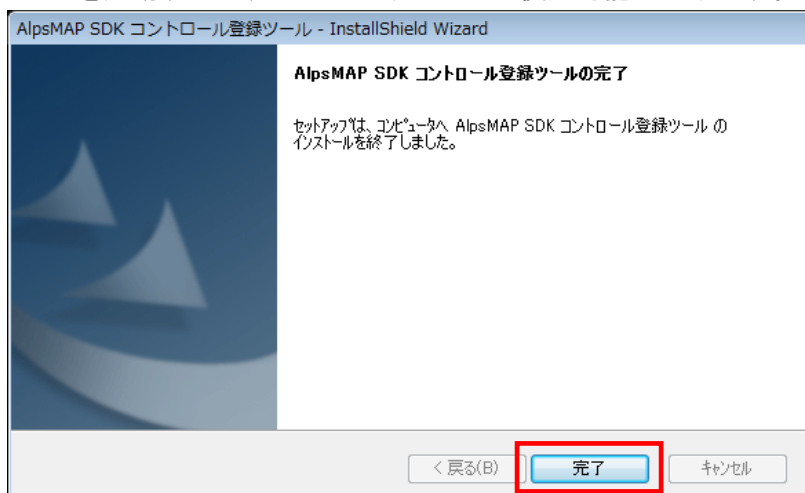 AlpsMAP SDK コントロール登録ツール - InstallShield Wizard
AlpsMAP SDK コントロール登録ツールの完了
セットアップは、コンピュータへ AlpsMAP SDK コントロール登録ツール の
インストールを終了しました。
< 戻る(B)
完了
キャンセル